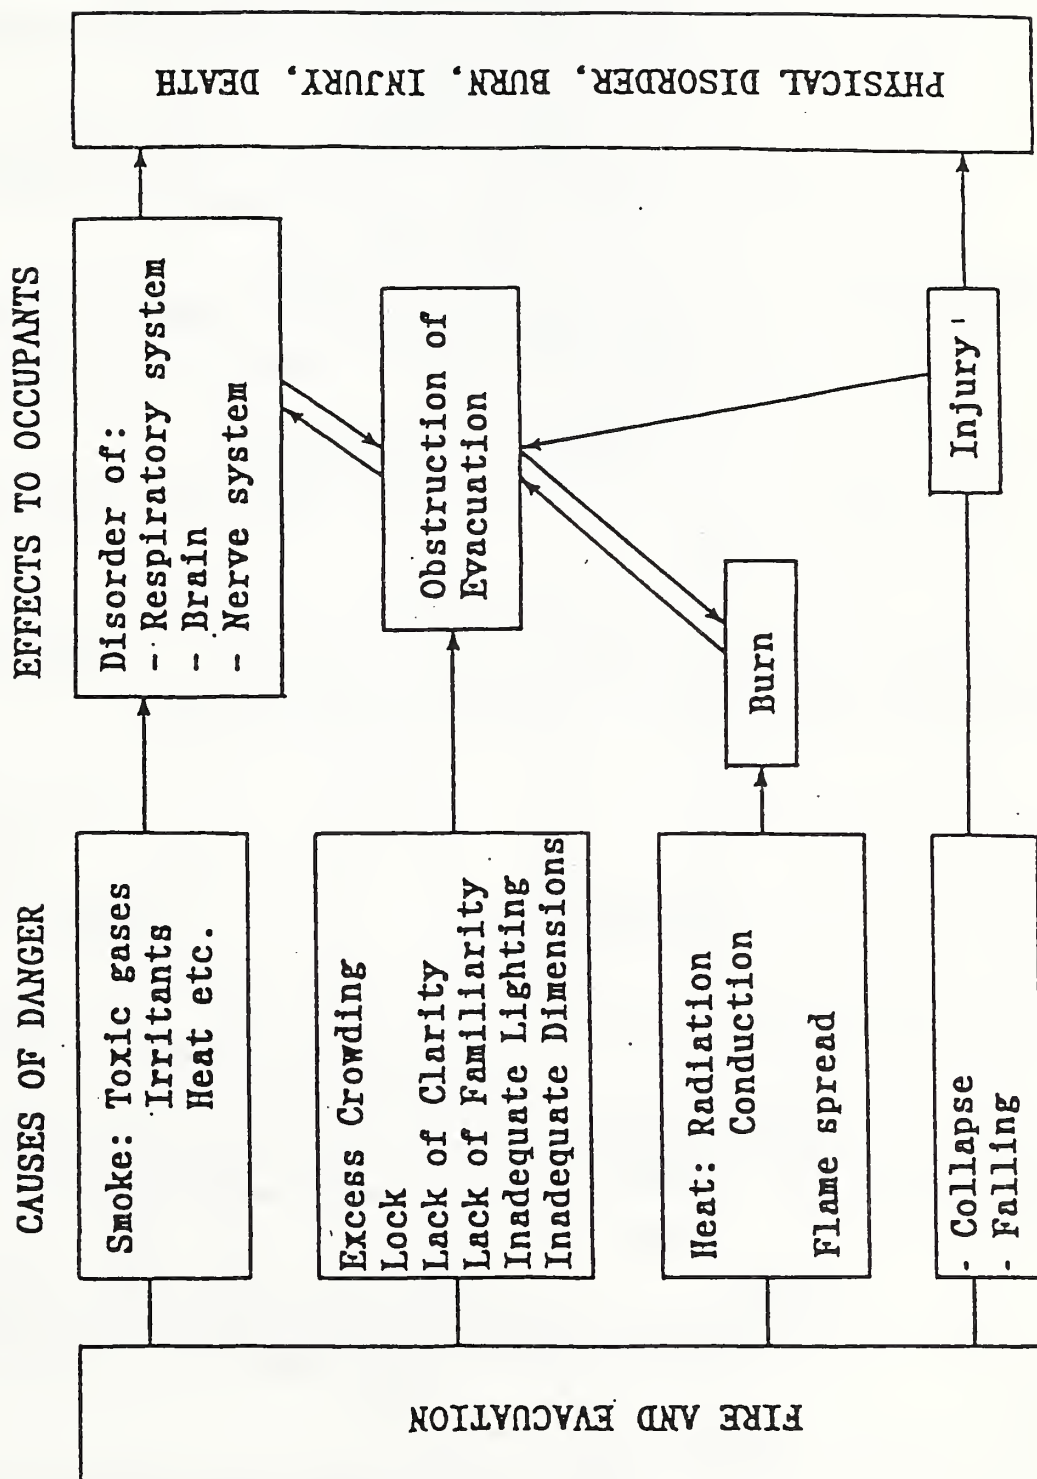 CAUSES OF DANGER
EFFECTS TO OCCUPANTS
FIRE AND EVACUATION
Smoke: Toxic gases
Irritants
Heat etc.
Excess Crowding
Lock
Lack of Clarity
Lack of Familiarity
Inadequate Lighting
Inadequate Dimensions
Heat: Radiation
Conduction
Flame spread
- Collapse
- Falling
Disorder of:
- Respiratory system
- Brain
- Nerve system
Obstruction of
Evacuation
Burn
Injury
PHYSICAL DISORDER, BURN, INJURY, DEATH